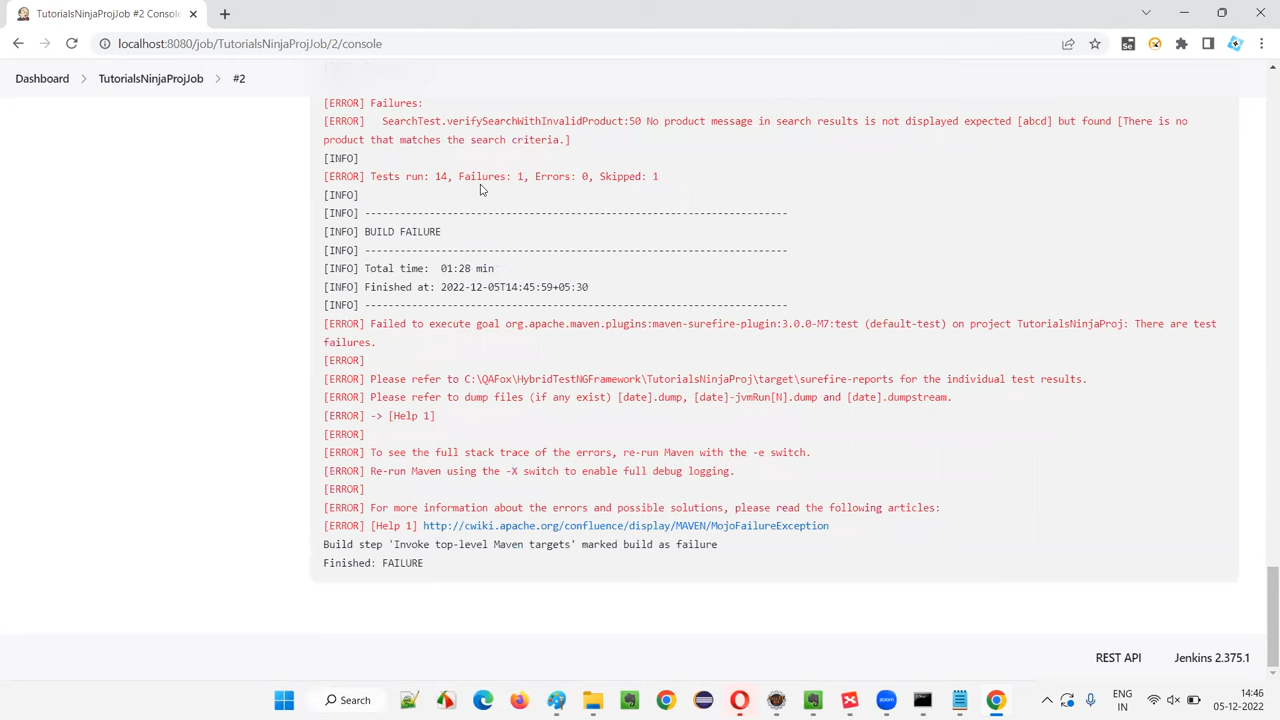 TutorialsNinjaProjJob #2 Console
localhost:8080/job/TutorialsNinjaProjJob/2/console
Dashboard > TutorialsNinjaProjJob > #2
[ERROR] Failures:
[ERROR]   SearchTest.verifySearchWithInvalidProduct:50 No product message in search results is not displayed expected [abcd] but found [There is no
product that matches the search criteria.]
[INFO]
[ERROR] Tests run: 14, Failures: 1, Errors: 0, Skipped: 1
[INFO]
[INFO] ------------------------------------------------------------------------
[INFO] BUILD FAILURE
[INFO] ------------------------------------------------------------------------
[INFO] Total time:  01:28 min
[INFO] Finished at: 2022-12-05T14:45:59+05:30
[INFO] ------------------------------------------------------------------------
[ERROR] Failed to execute goal org.apache.maven.plugins:maven-surefire-plugin:3.0.0-M7:test (default-test) on project TutorialsNinjaProj: There are test
failures.
[ERROR]
[ERROR] Please refer to C:\QAFox\HybridTestNGFramework\TutorialsNinjaProj\target\surefire-reports for the individual test results.
[ERROR] Please refer to dump files (if any exist) [date].dump, [date]-jvmRun[N].dump and [date].dumpstream.
[ERROR] -> [Help 1]
[ERROR]
[ERROR] To see the full stack trace of the errors, re-run Maven with the -e switch.
[ERROR] Re-run Maven using the -X switch to enable full debug logging.
[ERROR]
[ERROR] For more information about the errors and possible solutions, please read the following articles:
[ERROR] [Help 1] http://cwiki.apache.org/confluence/display/MAVEN/MojoFailureException
Build step 'Invoke top-level Maven targets' marked build as failure
Finished: FAILURE
REST API Jenkins 2.375.1
Search
zoom
ENG
IN
14:46
05-12-2022